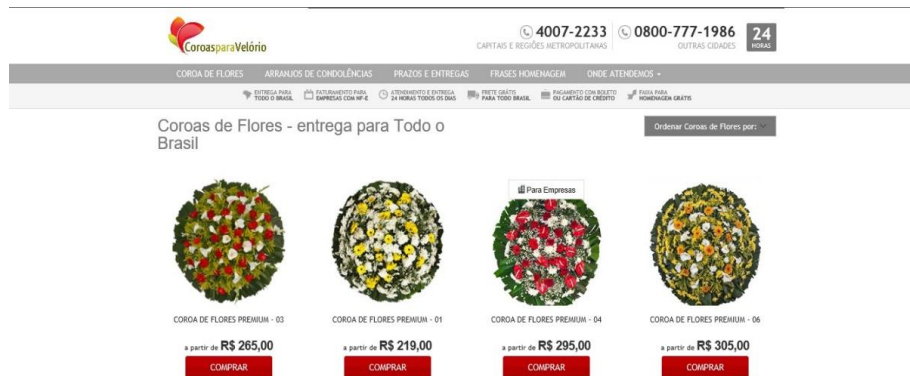 CoroasparaVelório
4007-2233
CAPITAIS E REGIÕES METROPOLITANAS
0800-777-1986
OUTRAS CIDADES
24
HORAS
COROA DE FLORES ARRANJOS DE CONDOLÊNCIAS PRAZOS E ENTREGAS FRASES HOMENAGEM ONDE ATENDEMOS
ENTREGA PARA
TODO O BRASIL
FATURAMENTO PARA
EMPRESAS COM NF-E
ATENDIMENTO E ENTREGA
24 HORAS TODOS OS DIAS
FRETE GRÁTIS
PARA TODO BRASIL
PAGAMENTO COM BOLETO
OU CARTÃO DE CRÉDITO
FAIXA PARA
HOMENAGEM GRÁTIS
Coroas de Flores - entrega para Todo o
Brasil
Ordenar Coroas de Flores por:
Para Empresas
COROA DE FLORES PREMIUM - 03
COROA DE FLORES PREMIUM - 01
COROA DE FLORES PREMIUM - 04
COROA DE FLORES PREMIUM - 06
a partir de R$ 265,00
a partir de R$ 219,00
a partir de R$ 295,00
a partir de R$ 305,00
COMPRAR
COMPRAR
COMPRAR
COMPRAR